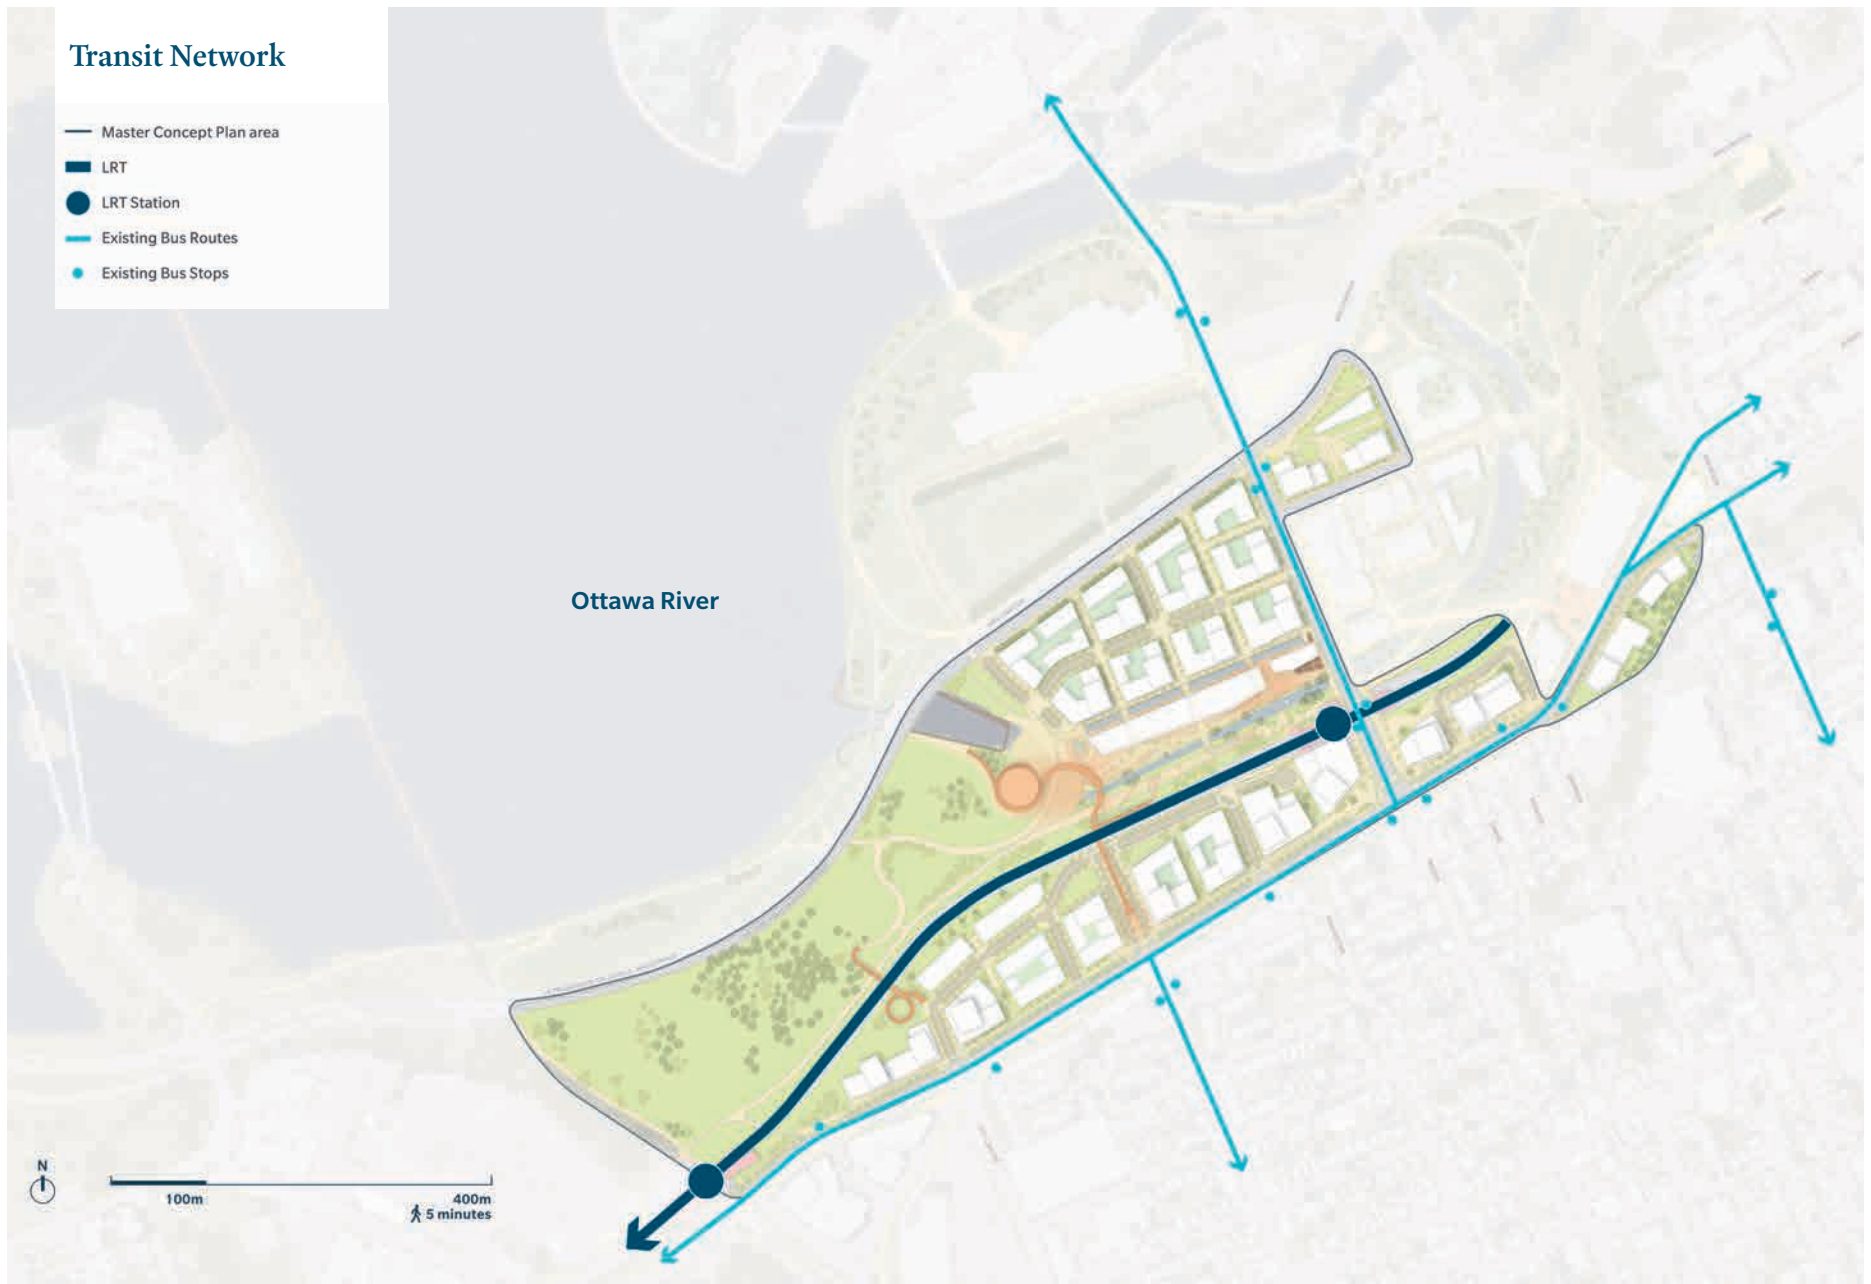 Transit Network
Master Concept Plan area
LRT
LRT Station
Existing Bus Routes
Existing Bus Stops
Ottawa River
N
100m
400m
5 minutes